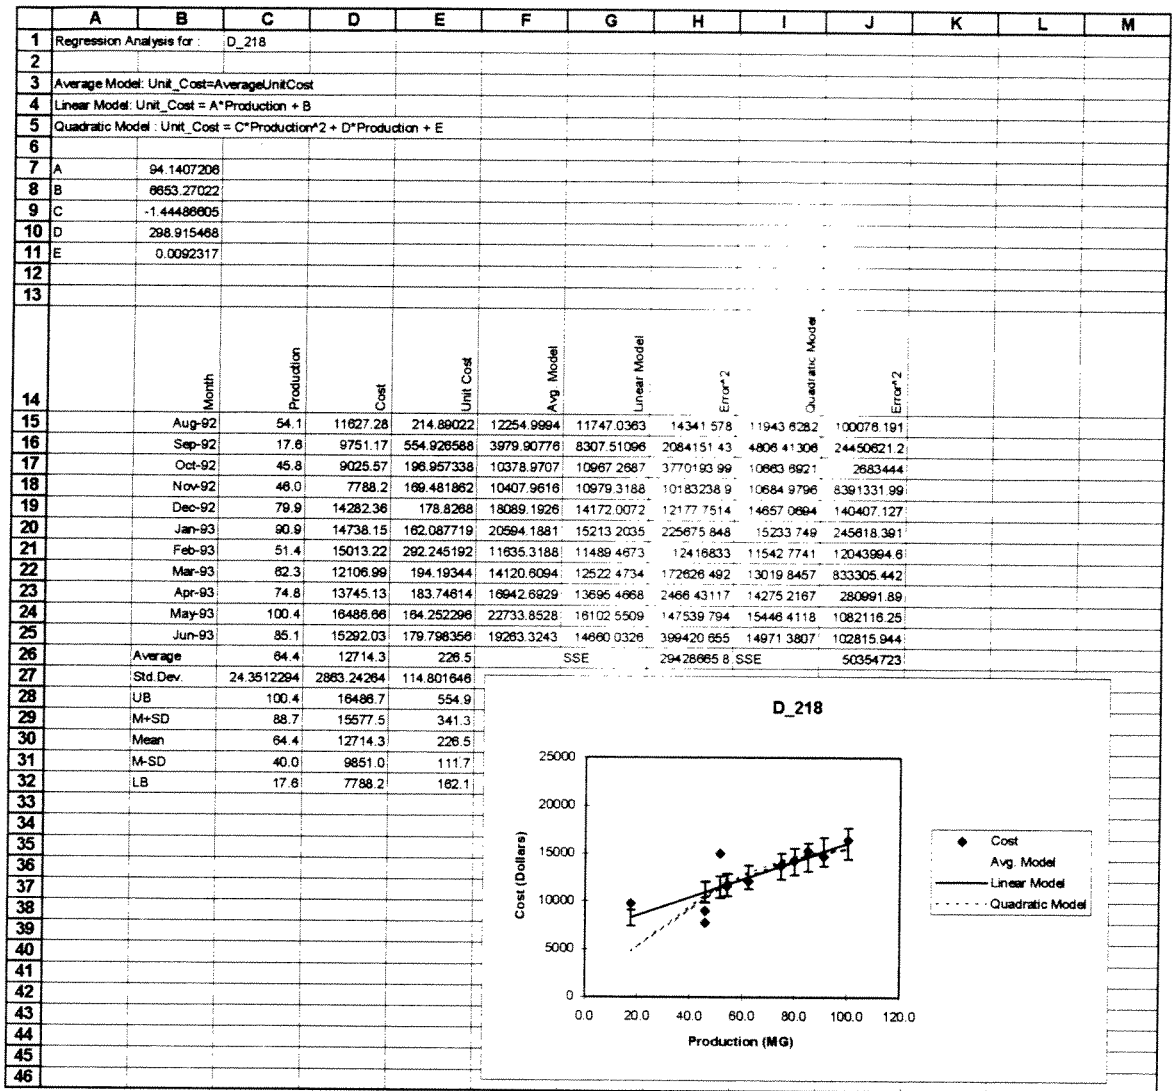 A B C D E F G H I J K L M
1 Regression Analysis for : D_218
2
3 Average Model: Unit_Cost=AverageUnitCost
4 Linear Model: Unit_Cost = A*Production + B
5 Quadratic Model : Unit_Cost = C*Production^2 + D*Production + E
6
7 A 94.1407206
8 B 6653.27022
9 C -1.44486605
10 D 298.915468
11 E 0.0092317
12
13
14 Month Production Cost Unit Cost Avg. Model Linear Model Error^2 Quadratic Model Error^2
15 Aug-92 54.1 11627.28 214.89022 12254.9994 11747.0363 14341.578 11943.6282 100076.191
16 Sep-92 17.6 9751.17 554.926588 3979.90776 8307.51096 2084151.43 4806.41306 24450621.2
17 Oct-92 45.8 9025.57 196.957338 10378.9707 10967.2687 3770193.99 10663.6921 2683444
18 Nov-92 46.0 7788.2 169.481862 10407.9616 10979.3188 10183238.9 10684.9796 8391331.99
19 Dec-92 79.9 14282.36 178.8268 18089.1926 14172.0072 12177.7514 14657.0694 140407.127
20 Jan-93 90.9 14738.15 162.087719 20594.1881 15213.2035 225675.848 15233.749 245618.391
21 Feb-93 51.4 15013.22 292.245192 11635.3188 11489.4673 12416833 11542.7741 12043994.6
22 Mar-93 62.3 12106.99 194.19344 14120.6094 12522.4734 172626.492 13019.8457 833305.442
23 Apr-93 74.8 13745.13 183.74614 16942.6929 13695.4668 2466.43117 14275.2167 280991.89
24 May-93 100.4 16486.66 164.252296 22733.8528 16102.5509 147539.794 15446.4118 1082116.25
25 Jun-93 85.1 15292.03 179.798356 19263.3243 14660.0326 399420.655 14971.3807 102815.944
26 Average 64.4 12714.3 226.5 SSE 29428665.8 SSE 50354723
27 Std.Dev. 24.3512294 2863.24264 114.801646
28 UB 100.4 16486.7 554.9
29 M+SD 88.7 15577.5 341.3
30 Mean 64.4 12714.3 226.5
31 M-SD 40.0 9851.0 111.7
32 LB 17.6 7788.2 162.1
33
34
35
36
37
38
39
40
41
42
43
44
45
46
D_218
25000
20000
15000
10000
5000
0
Cost (Dollars)
0.0 20.0 40.0 60.0 80.0 100.0 120.0
Production (MG)
Cost
Avg. Model
Linear Model
Quadratic Model